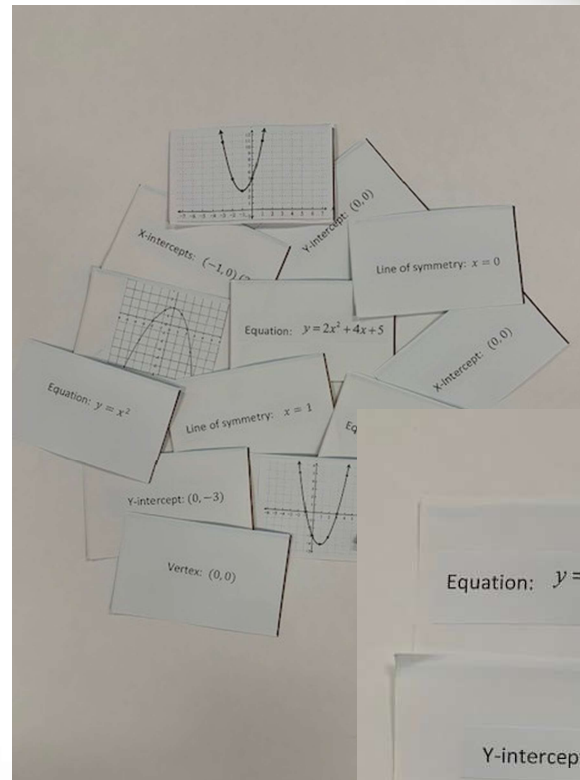 X-intercepts: (−1,0)
Y-intercept: (0,0)
Line of symmetry: x = 0
Equation: y = 2x² + 4x + 5
X-intercept: (0,0)
Equation: y = x²
Line of symmetry: x = 1
Y-intercept: (0, −3)
Vertex: (0,0)
Equation: y =